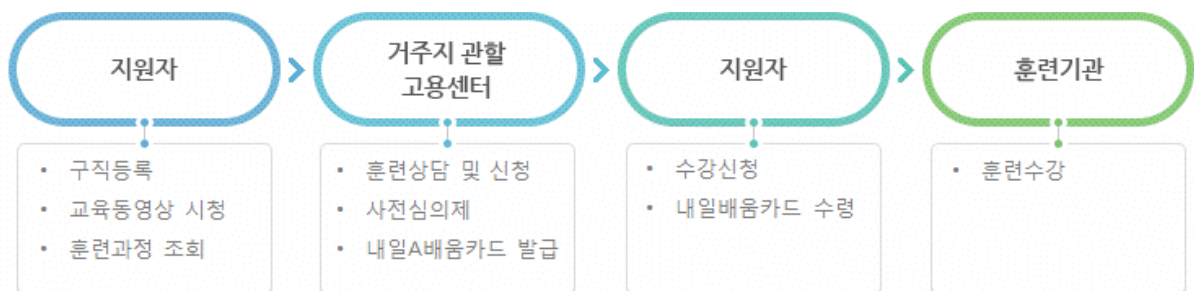 지원자
거주지 관할
고용센터
지원자
훈련기관
• 구직등록
• 교육동영상 시청
• 훈련과정 조회
• 훈련상담 및 신청
• 사전심의제
• 내일A배움카드 발급
• 수강신청
• 내일배움카드 수령
• 훈련수강